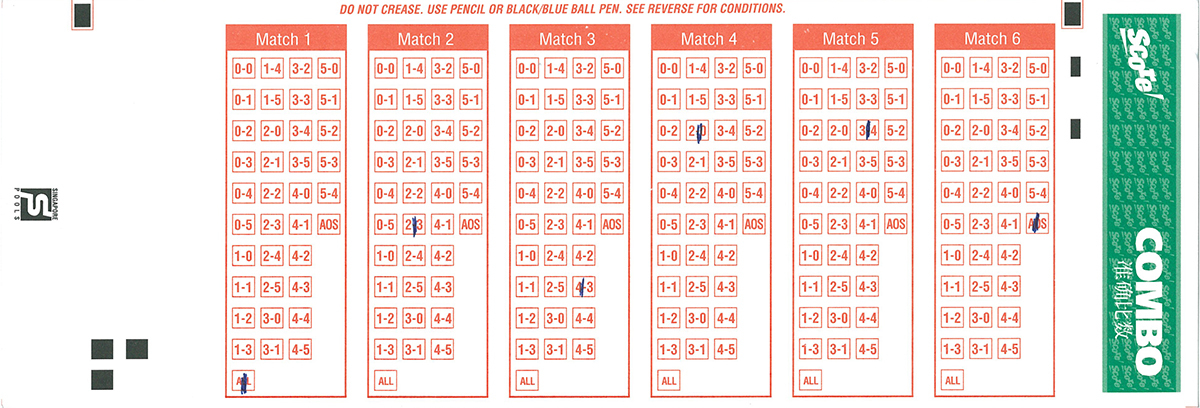 DO NOT CREASE. USE PENCIL OR BLACK/BLUE BALL PEN. SEE REVERSE FOR CONDITIONS.
Match 1
0-0 1-4 3-2 5-0
0-1 1-5 3-3 5-1
0-2 2-0 3-4 5-2
0-3 2-1 3-5 5-3
0-4 2-2 4-0 5-4
0-5 2-3 4-1 AOS
1-0 2-4 4-2
1-1 2-5 4-3
1-2 3-0 4-4
1-3 3-1 4-5
ALL
Match 2
0-0 1-4 3-2 5-0
0-1 1-5 3-3 5-1
0-2 2-0 3-4 5-2
0-3 2-1 3-5 5-3
0-4 2-2 4-0 5-4
0-5 2-3 4-1 AOS
1-0 2-4 4-2
1-1 2-5 4-3
1-2 3-0 4-4
1-3 3-1 4-5
ALL
Match 3
0-0 1-4 3-2 5-0
0-1 1-5 3-3 5-1
0-2 2-0 3-4 5-2
0-3 2-1 3-5 5-3
0-4 2-2 4-0 5-4
0-5 2-3 4-1 AOS
1-0 2-4 4-2
1-1 2-5 4-3
1-2 3-0 4-4
1-3 3-1 4-5
ALL
Match 4
0-0 1-4 3-2 5-0
0-1 1-5 3-3 5-1
0-2 2-0 3-4 5-2
0-3 2-1 3-5 5-3
0-4 2-2 4-0 5-4
0-5 2-3 4-1 AOS
1-0 2-4 4-2
1-1 2-5 4-3
1-2 3-0 4-4
1-3 3-1 4-5
ALL
Match 5
0-0 1-4 3-2 5-0
0-1 1-5 3-3 5-1
0-2 2-0 3-4 5-2
0-3 2-1 3-5 5-3
0-4 2-2 4-0 5-4
0-5 2-3 4-1 AOS
1-0 2-4 4-2
1-1 2-5 4-3
1-2 3-0 4-4
1-3 3-1 4-5
ALL
Match 6
0-0 1-4 3-2 5-0
0-1 1-5 3-3 5-1
0-2 2-0 3-4 5-2
0-3 2-1 3-5 5-3
0-4 2-2 4-0 5-4
0-5 2-3 4-1 AOS
1-0 2-4 4-2
1-1 2-5 4-3
1-2 3-0 4-4
1-3 3-1 4-5
ALL
SINGAPORE
POOLS
Score!
COMBO
准确比数